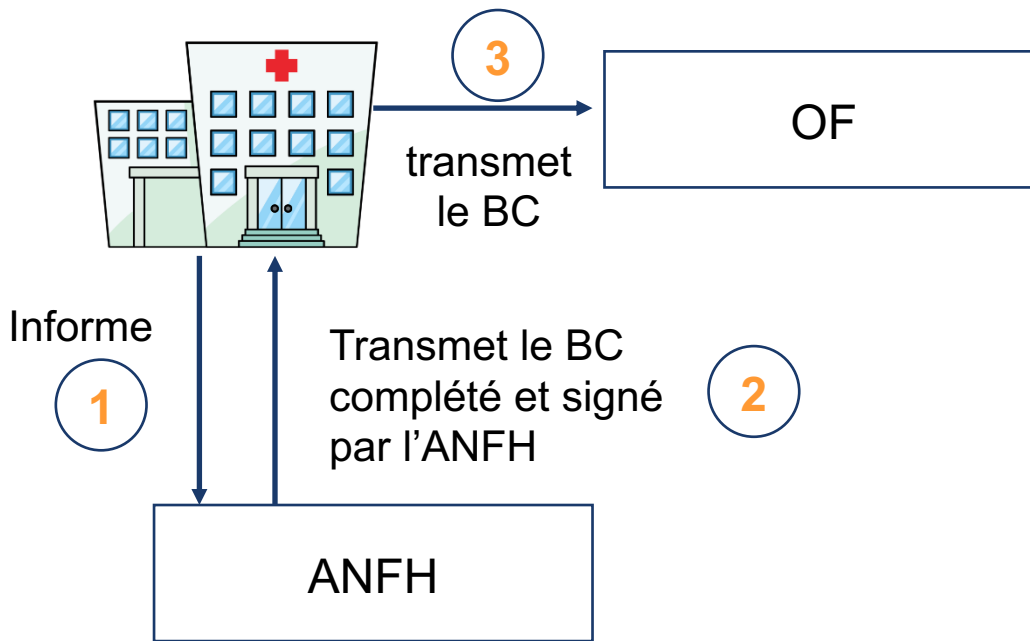 3
OF
transmet
le BC
Informe
1
Transmet le BC
complété et signé
par l’ANFH
2
ANFH